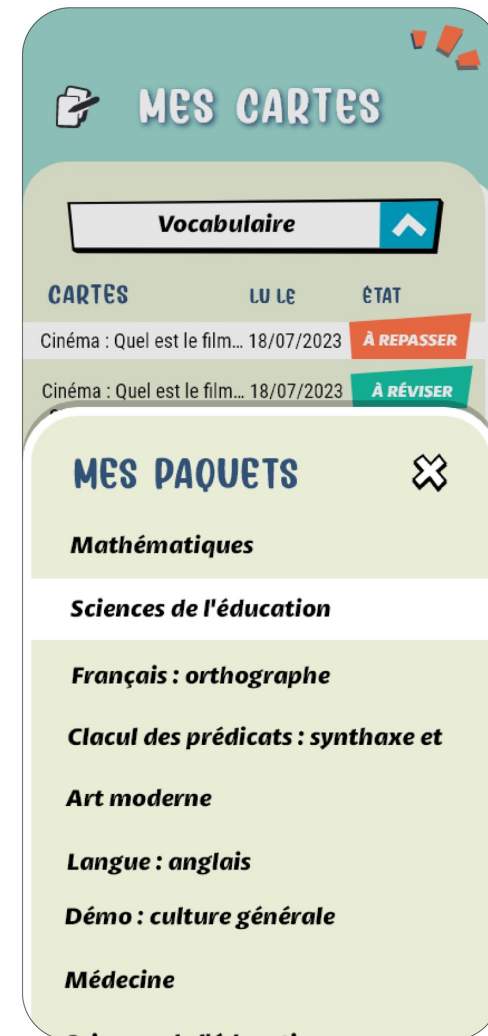 MES CARTES
Vocabulaire
CARTES LU LE ÉTAT
Cinéma : Quel est le film... 18/07/2023 À REPASSER
Cinéma : Quel est le film... 18/07/2023 À RÉVISER
MES PAQUETS
Mathématiques
Sciences de l'éducation
Français : orthographe
Clacul des prédicats : synthaxe et
Art moderne
Langue : anglais
Démo : culture générale
Médecine